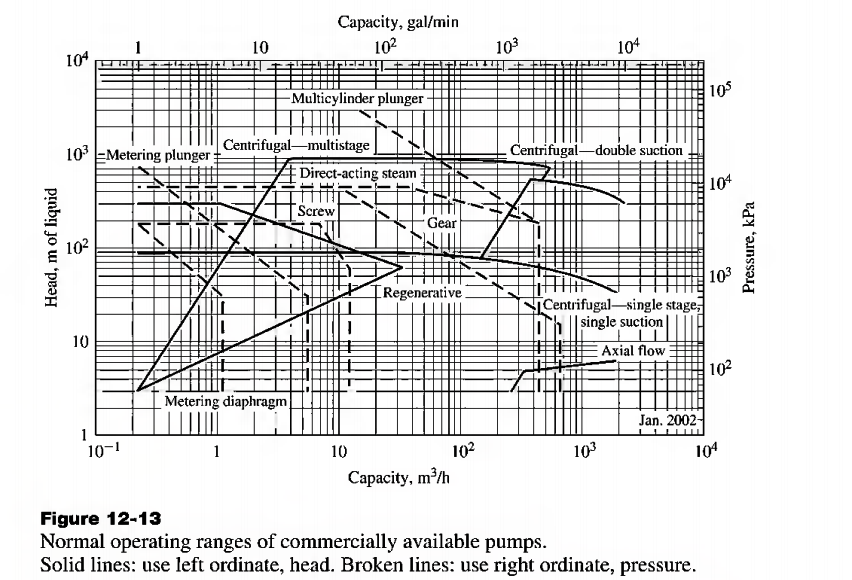 Capacity, gal/min
1 10 10² 10³ 10⁴
10⁴
10⁵
Multicylinder plunger
Centrifugal—multistage
Centrifugal—double suction
10³
Metering plunger
Direct-acting steam
10⁴
Screw
Gear
Head, m of liquid
Pressure, kPa
10²
10³
Regenerative
Centrifugal—single stage,
single suction
10
Axial flow
10²
Metering diaphragm
Jan. 2002
1
10⁻¹ 1 10 10² 10³ 10⁴
Capacity, m³/h
Figure 12-13
Normal operating ranges of commercially available pumps.
Solid lines: use left ordinate, head. Broken lines: use right ordinate, pressure.